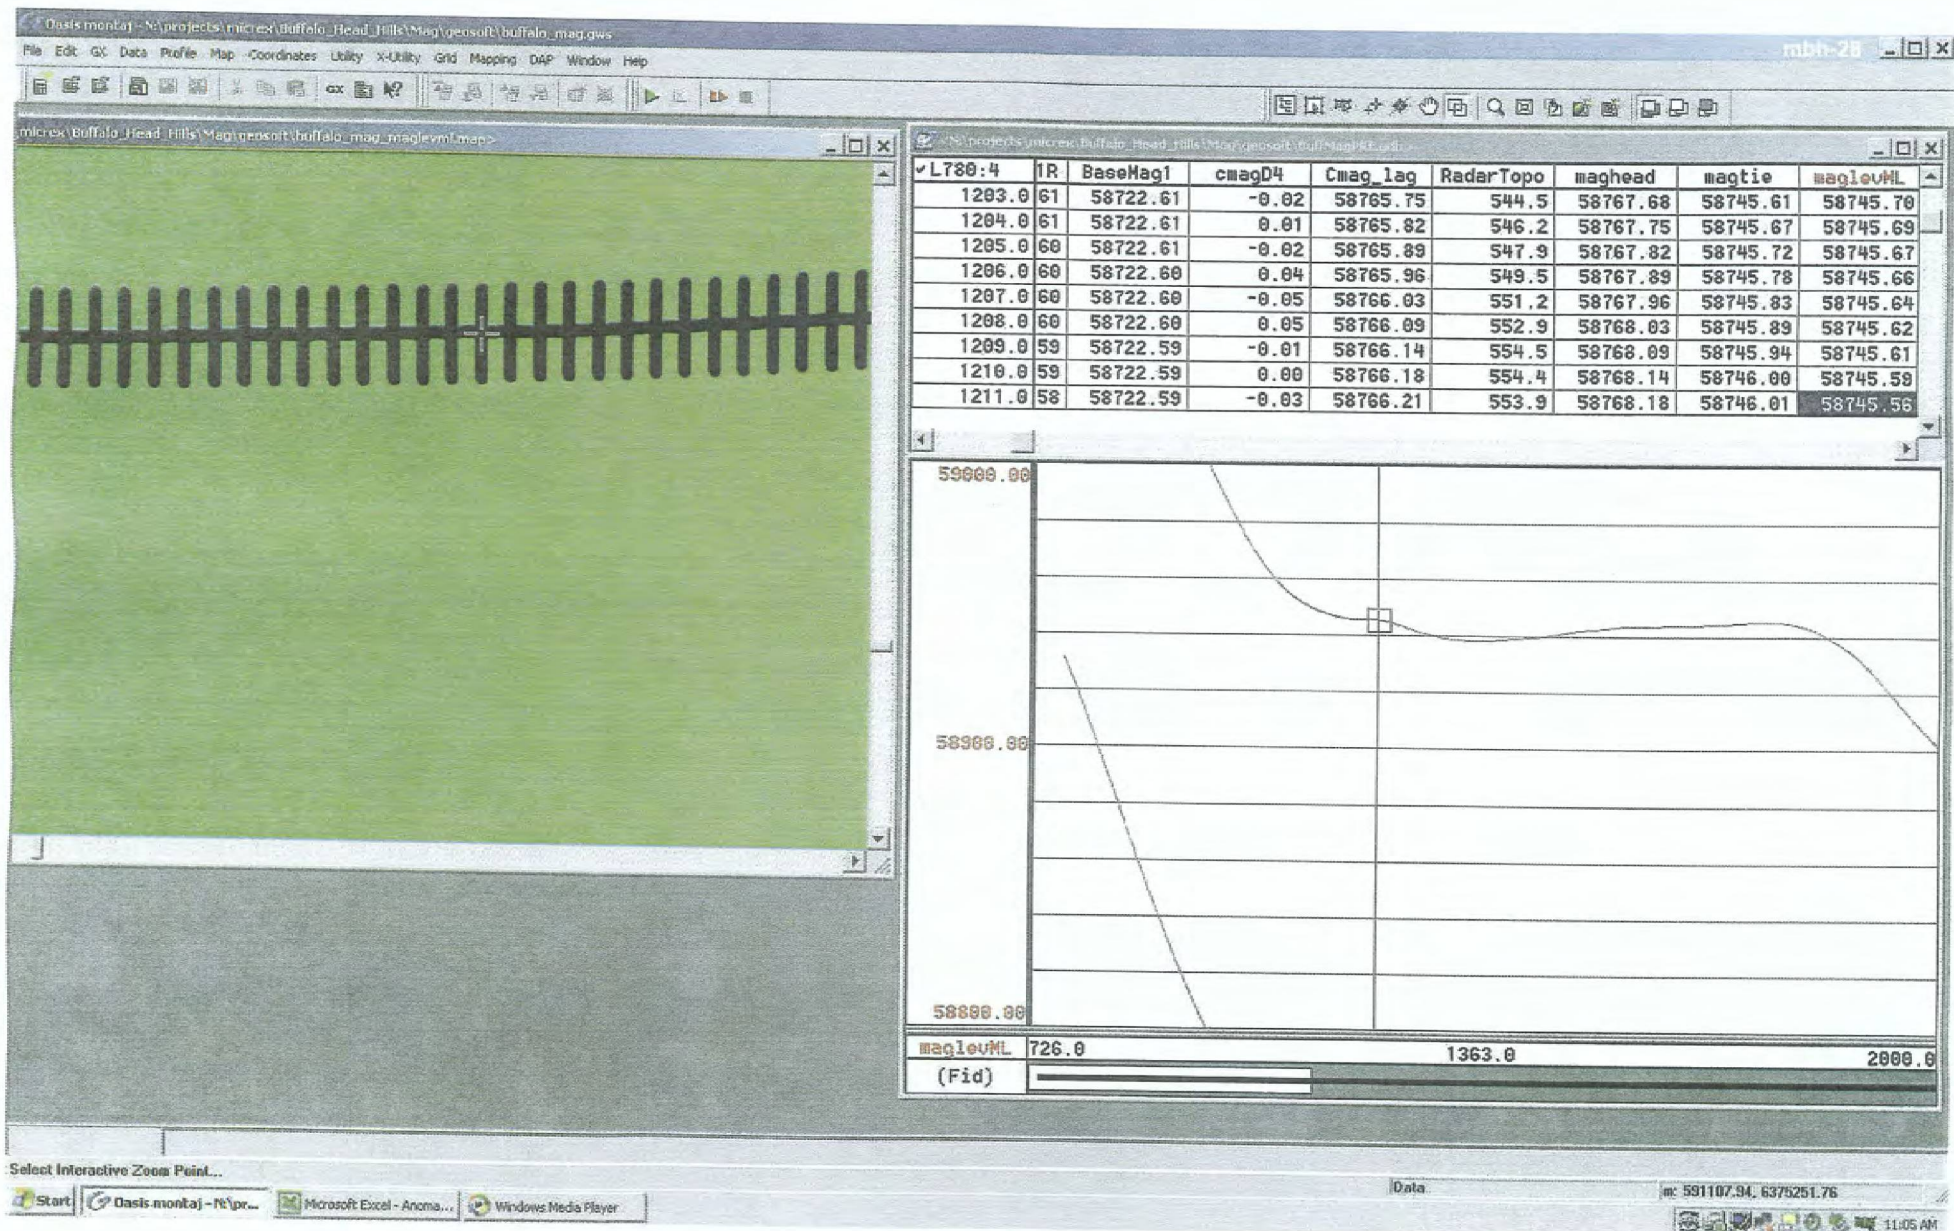 Oasis montaj - N:\projects\micrex\Buffalo_Head_Hills\Mag\geosoft\buffalo_mag.gws
mbh-28
File Edit GX Data Profile Map Coordinates Utility X-Utility Grid Mapping DAP Window Help
GX
micrex\Buffalo_Head_Hills\Mag\geosoft\buffalo_mag_maglevml.map>
<N:\projects\micrex\Buffalo_Head_Hills\Mag\geosoft\
L780:4 1R BaseMag1 cmagD4 Cmag_lag RadarTopo maghead magtie maglevML
1203.0 61 58722.61 -0.02 58765.75 544.5 58767.68 58745.61 58745.70
1204.0 61 58722.61 0.01 58765.82 546.2 58767.75 58745.67 58745.69
1205.0 60 58722.61 -0.02 58765.89 547.9 58767.82 58745.72 58745.67
1206.0 60 58722.60 0.04 58765.96 549.5 58767.89 58745.78 58745.66
1207.0 60 58722.60 -0.05 58766.03 551.2 58767.96 58745.83 58745.64
1208.0 60 58722.60 0.05 58766.09 552.9 58768.03 58745.89 58745.62
1209.0 59 58722.59 -0.01 58766.14 554.5 58768.09 58745.94 58745.61
1210.0 59 58722.59 0.00 58766.18 554.4 58768.14 58746.00 58745.59
1211.0 58 58722.59 -0.03 58766.21 553.9 58768.18 58746.01 58745.56
59000.00
58900.00
58800.00
maglevML 726.0 1363.0 2000.0
(Fid)
Select Interactive Zoom Point...
Data
m: 591107.94, 6375251.76
Start
Oasis montaj - N:\pr...
Microsoft Excel - Anoma...
Windows Media Player
11:05 AM